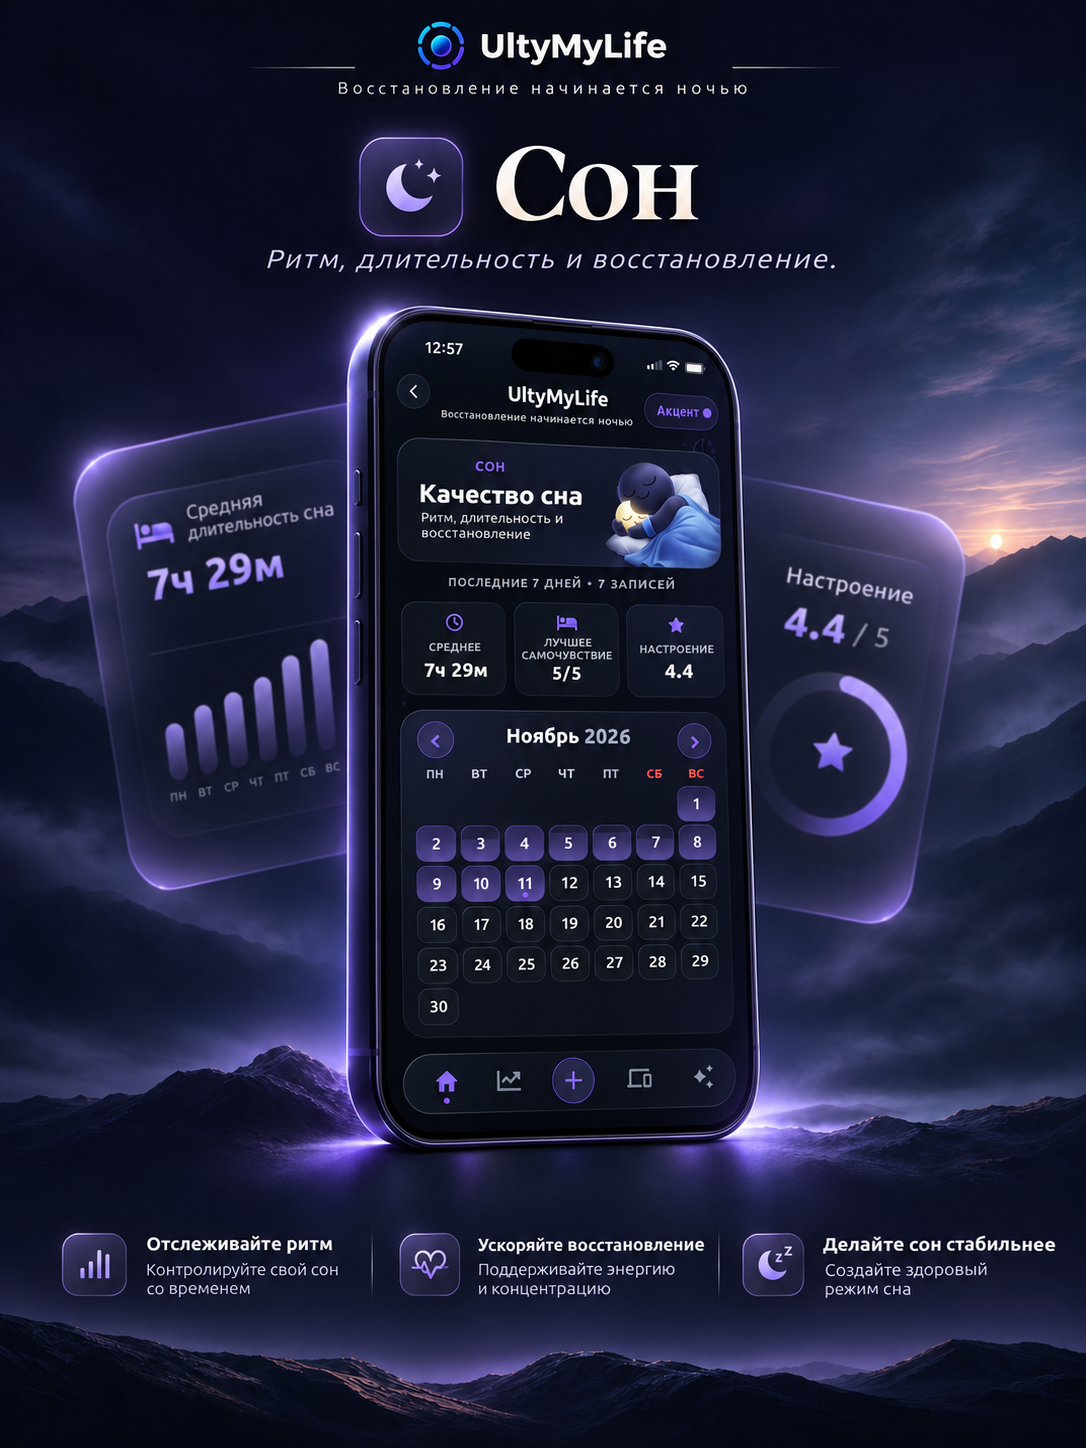 UltyMyLife
Восстановление начинается ночью
Сон
Ритм, длительность и восстановление.
Средняя
длительность сна
7ч 29м
ПН ВТ СР ЧТ ПТ СБ ВС
12:57
UltyMyLife
Восстановление начинается ночью
Акцент
СОН
Качество сна
Ритм, длительность и
восстановление
ПОСЛЕДНИЕ 7 ДНЕЙ • 7 ЗАПИСЕЙ
СРЕДНЕЕ
7ч 29м
ЛУЧШЕЕ
САМОЧУВСТВИЕ
5/5
НАСТРОЕНИЕ
4.4
Ноябрь 2026
ПН ВТ СР ЧТ ПТ СБ ВС
1
2 3 4 5 6 7 8
9 10 11 12 13 14 15
16 17 18 19 20 21 22
23 24 25 26 27 28 29
30
Настроение
4.4 / 5
Отслеживайте ритм
Контролируйте свой сон
со временем
Ускоряйте восстановление
Поддерживайте энергию
и концентрацию
z Z
Делайте сон стабильнее
Создайте здоровый
режим сна